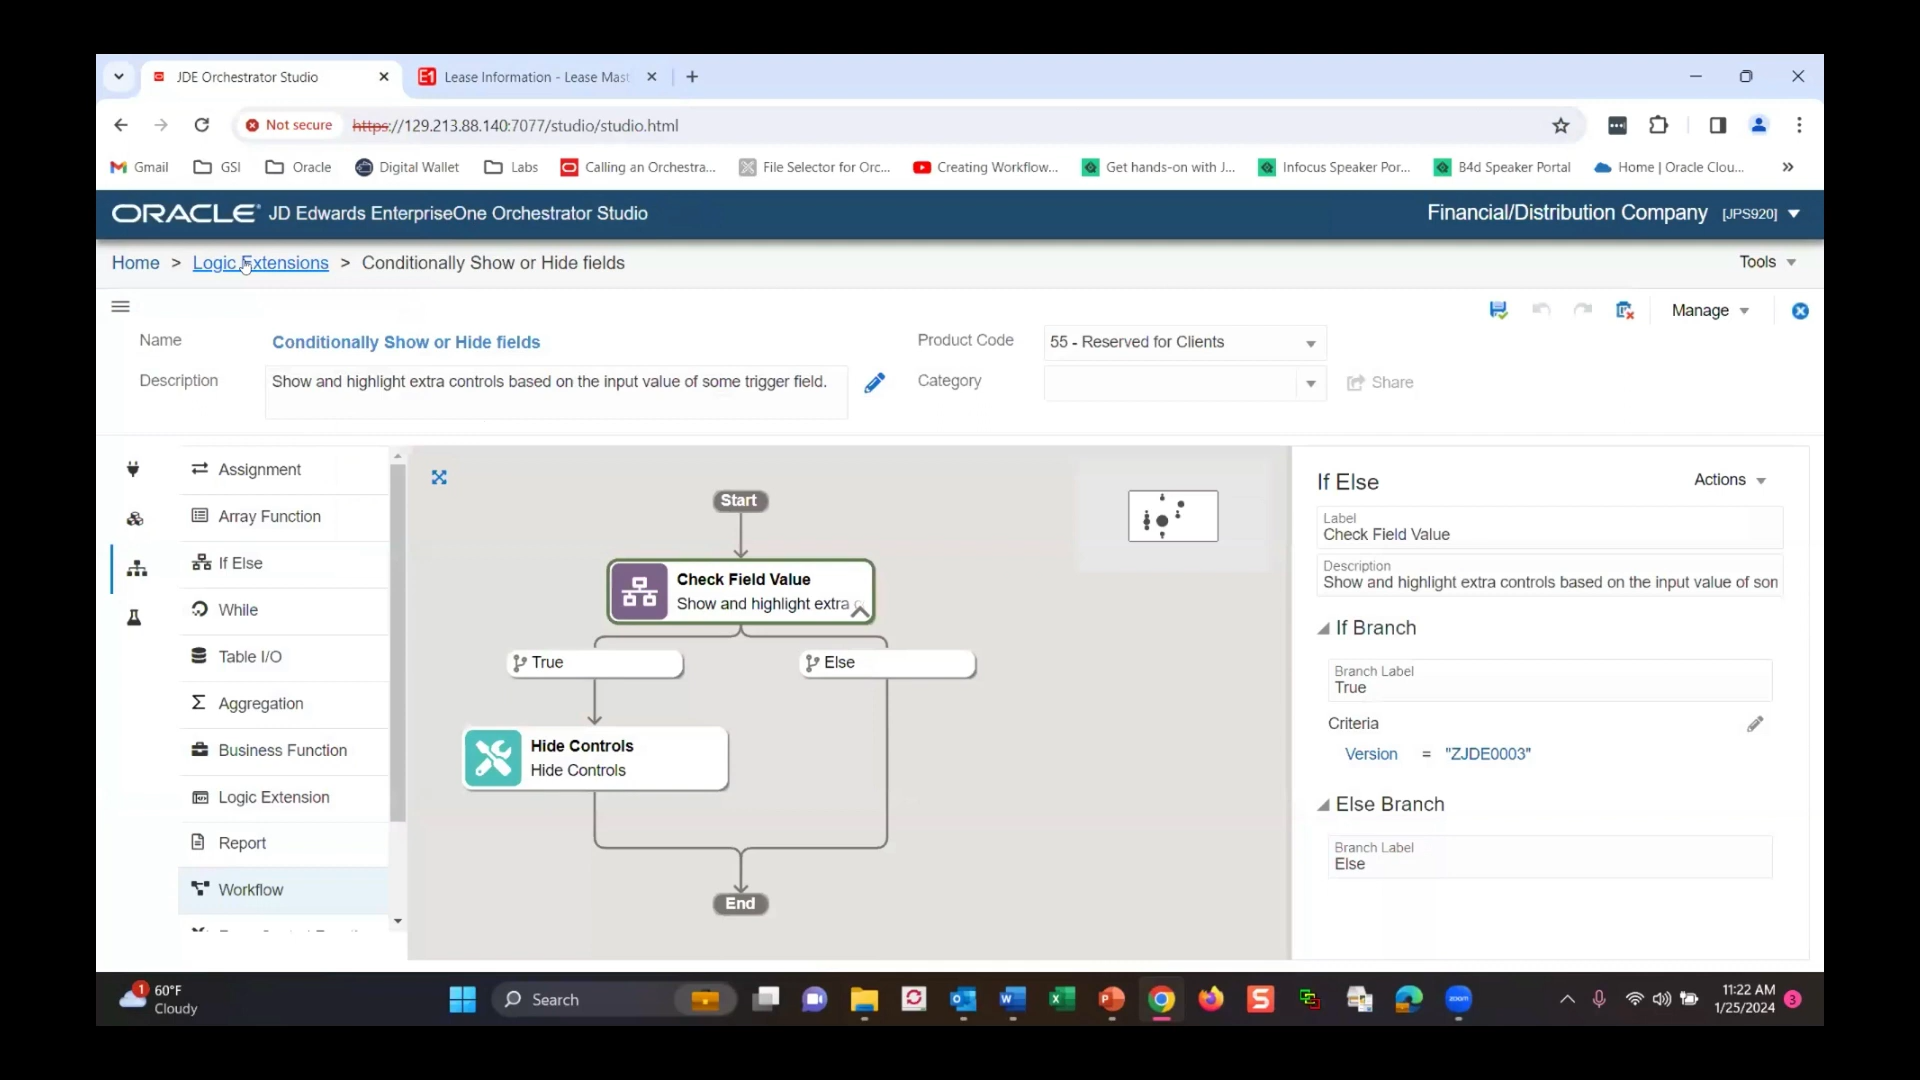 JDE Orchestrator Studio
E1 Lease Information - Lease Mast
Not secure
https://129.213.88.140:7077/studio/studio.html
Gmail
GSI
Oracle
Digital Wallet
Labs
Calling an Orchestra...
File Selector for Orc...
Creating Workflow...
Get hands-on with J...
Infocus Speaker Por...
B4d Speaker Portal
Home | Oracle Clou...
»
ORACLE® JD Edwards EnterpriseOne Orchestrator Studio
Financial/Distribution Company [JPS920]
Home > Logic Extensions > Conditionally Show or Hide fields
Tools
Manage
Name
Conditionally Show or Hide fields
Product Code
55 - Reserved for Clients
Description
Show and highlight extra controls based on the input value of some trigger field.
Category
Share
Assignment
Array Function
If Else
While
Table I/O
Aggregation
Business Function
Logic Extension
Report
Workflow
Start
Check Field Value
Show and highlight extra
True
Else
Hide Controls
Hide Controls
End
If Else
Actions
Label
Check Field Value
Description
Show and highlight extra controls based on the input value of son
If Branch
Branch Label
True
Criteria
Version = "ZJDE0003"
Else Branch
Branch Label
Else
1
60°F
Cloudy
Search
zoom
11:22 AM
1/25/2024
3